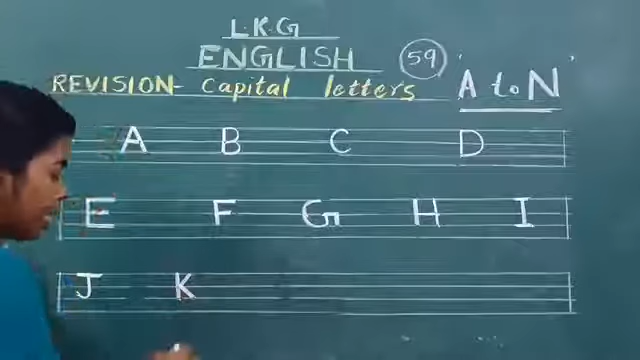 L.K.G
ENGLISH 59
REVISION- Capital letters 'A to N'
A B C D
E F G H I
J K